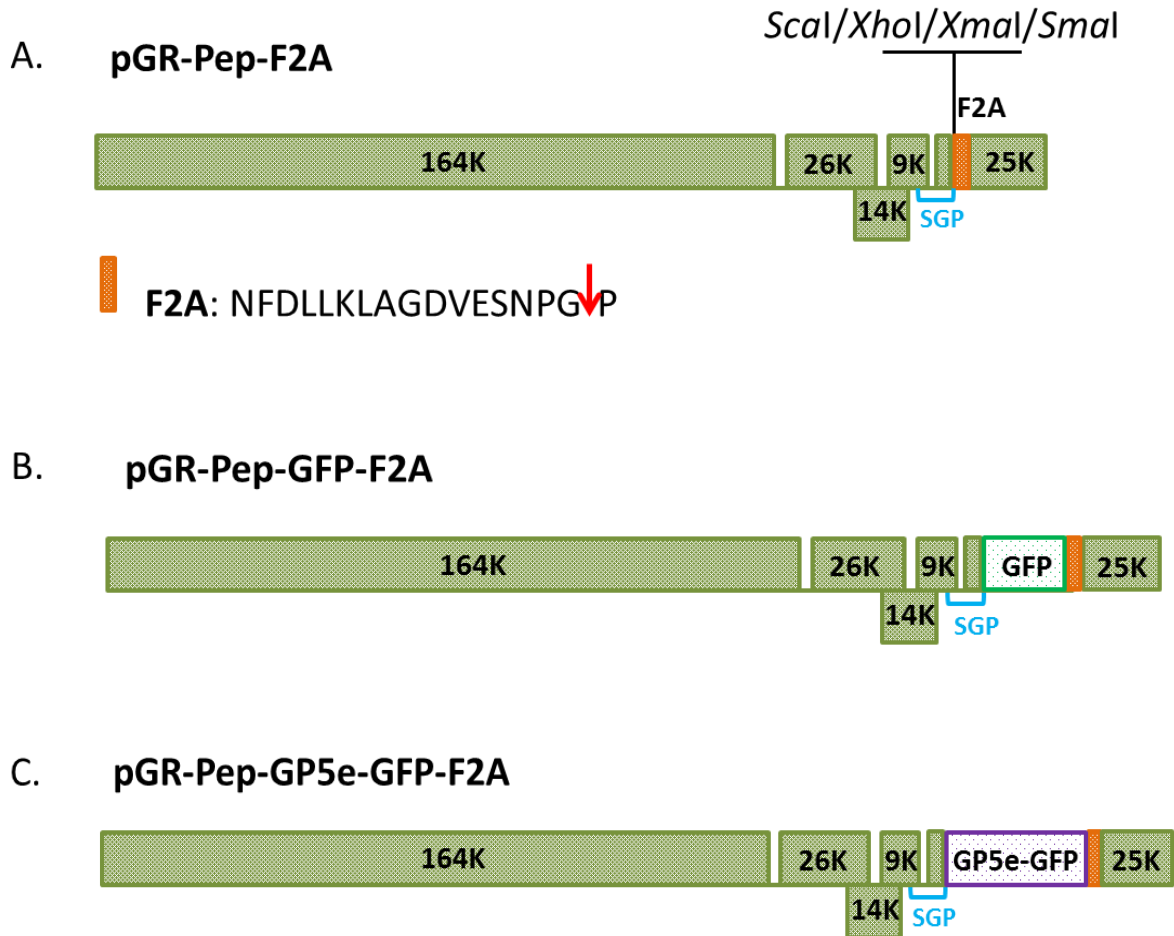 ScaI/XhoI/XmaI/SmaI
A. pGR-Pep-F2A
F2A
164K 26K 9K 25K
14K SGP
F2A: NFDLLKLAGDVESNPG P
B. pGR-Pep-GFP-F2A
164K 26K 9K GFP 25K
14K SGP
C. pGR-Pep-GP5e-GFP-F2A
164K 26K 9K GP5e-GFP 25K
14K SGP